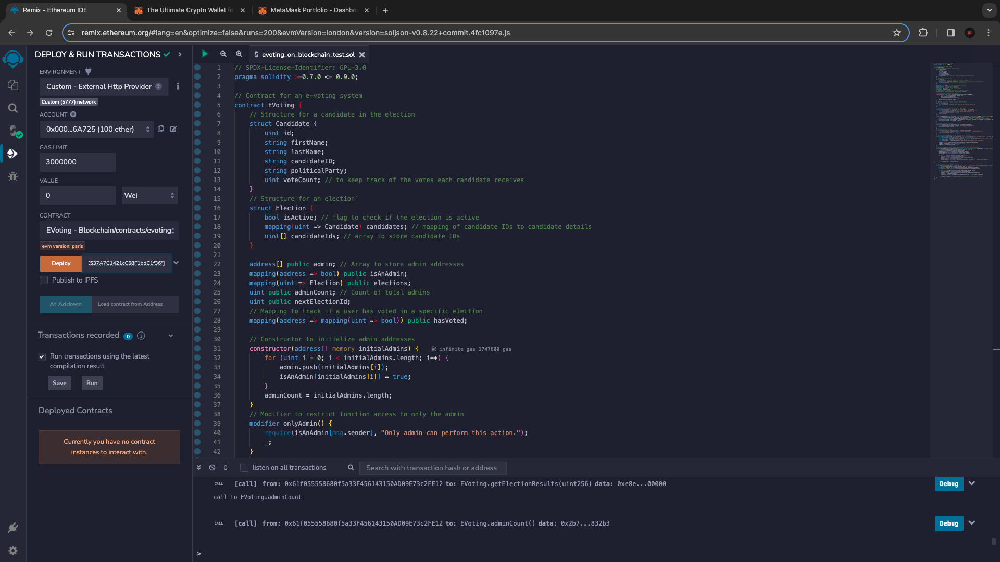 Remix - Ethereum IDE
The Ultimate Crypto Wallet fo
MetaMask Portfolio - Dashbo
remix.ethereum.org/#lang=en&optimize=false&runs=200&evmVersion=london&version=soljson-v0.8.22+commit.4fc1097e.js
DEPLOY & RUN TRANSACTIONS
ENVIRONMENT
Custom - External Http Provider
Custom (5777) network
ACCOUNT
0x000...6A725 (100 ether)
GAS LIMIT
3000000
VALUE
0
Wei
CONTRACT
EVoting - Blockchain/contracts/evoting
evm version: paris
Deploy
E537A7C1421cC58F1bdC1f36"]
Publish to IPFS
At Address
Load contract from Address
Transactions recorded 0
Run transactions using the latest
compilation result
Save
Run
Deployed Contracts
Currently you have no contract
instances to interact with.
evoting_on_blockchain_test.sol
1 // SPDX-License-Identifier: GPL-3.0
2 pragma solidity >=0.7.0 <= 0.9.0;
3
4 // Contract for an e-voting system
5 contract EVoting {
6 // Structure for a candidate in the election
7 struct Candidate {
8 uint id;
9 string firstName;
10 string lastName;
11 string candidateID;
12 string politicalParty;
13 uint voteCount; // to keep track of the votes each candidate receives
14 }
15 // Structure for an election`
16 struct Election {
17 bool isActive; // flag to check if the election is active
18 mapping(uint => Candidate) candidates; // mapping of candidate IDs to candidate details
19 uint[] candidateIds; // array to store candidate IDs
20 }
21
22 address[] public admin; // Array to store admin addresses
23 mapping(address => bool) public isAnAdmin;
24 mapping(uint => Election) public elections;
25 uint public adminCount; // Count of total admins
26 uint public nextElectionId;
27 // Mapping to track if a user has voted in a specific election
28 mapping(address => mapping(uint => bool)) public hasVoted;
29
30 // Constructor to initialize admin addresses
31 constructor(address[] memory initialAdmins) { infinite gas 1747600 gas
32 for (uint i = 0; i < initialAdmins.length; i++) {
33 admin.push(initialAdmins[i]);
34 isAnAdmin[initialAdmins[i]] = true;
35 }
36 adminCount = initialAdmins.length;
37 }
38 // Modifier to restrict function access to only the admin
39 modifier onlyAdmin() {
40 require(isAnAdmin[msg.sender], "Only admin can perform this action.");
41 _;
42 }
0
listen on all transactions
Search with transaction hash or address
CALL [call] from: 0x61f055558680f5a33F456143150AD09E73c2FE12 to: EVoting.getElectionResults(uint256) data: 0xe8e...00000
Debug
call to EVoting.adminCount
CALL [call] from: 0x61f055558680f5a33F456143150AD09E73c2FE12 to: EVoting.adminCount() data: 0x2b7...832b3
Debug
>